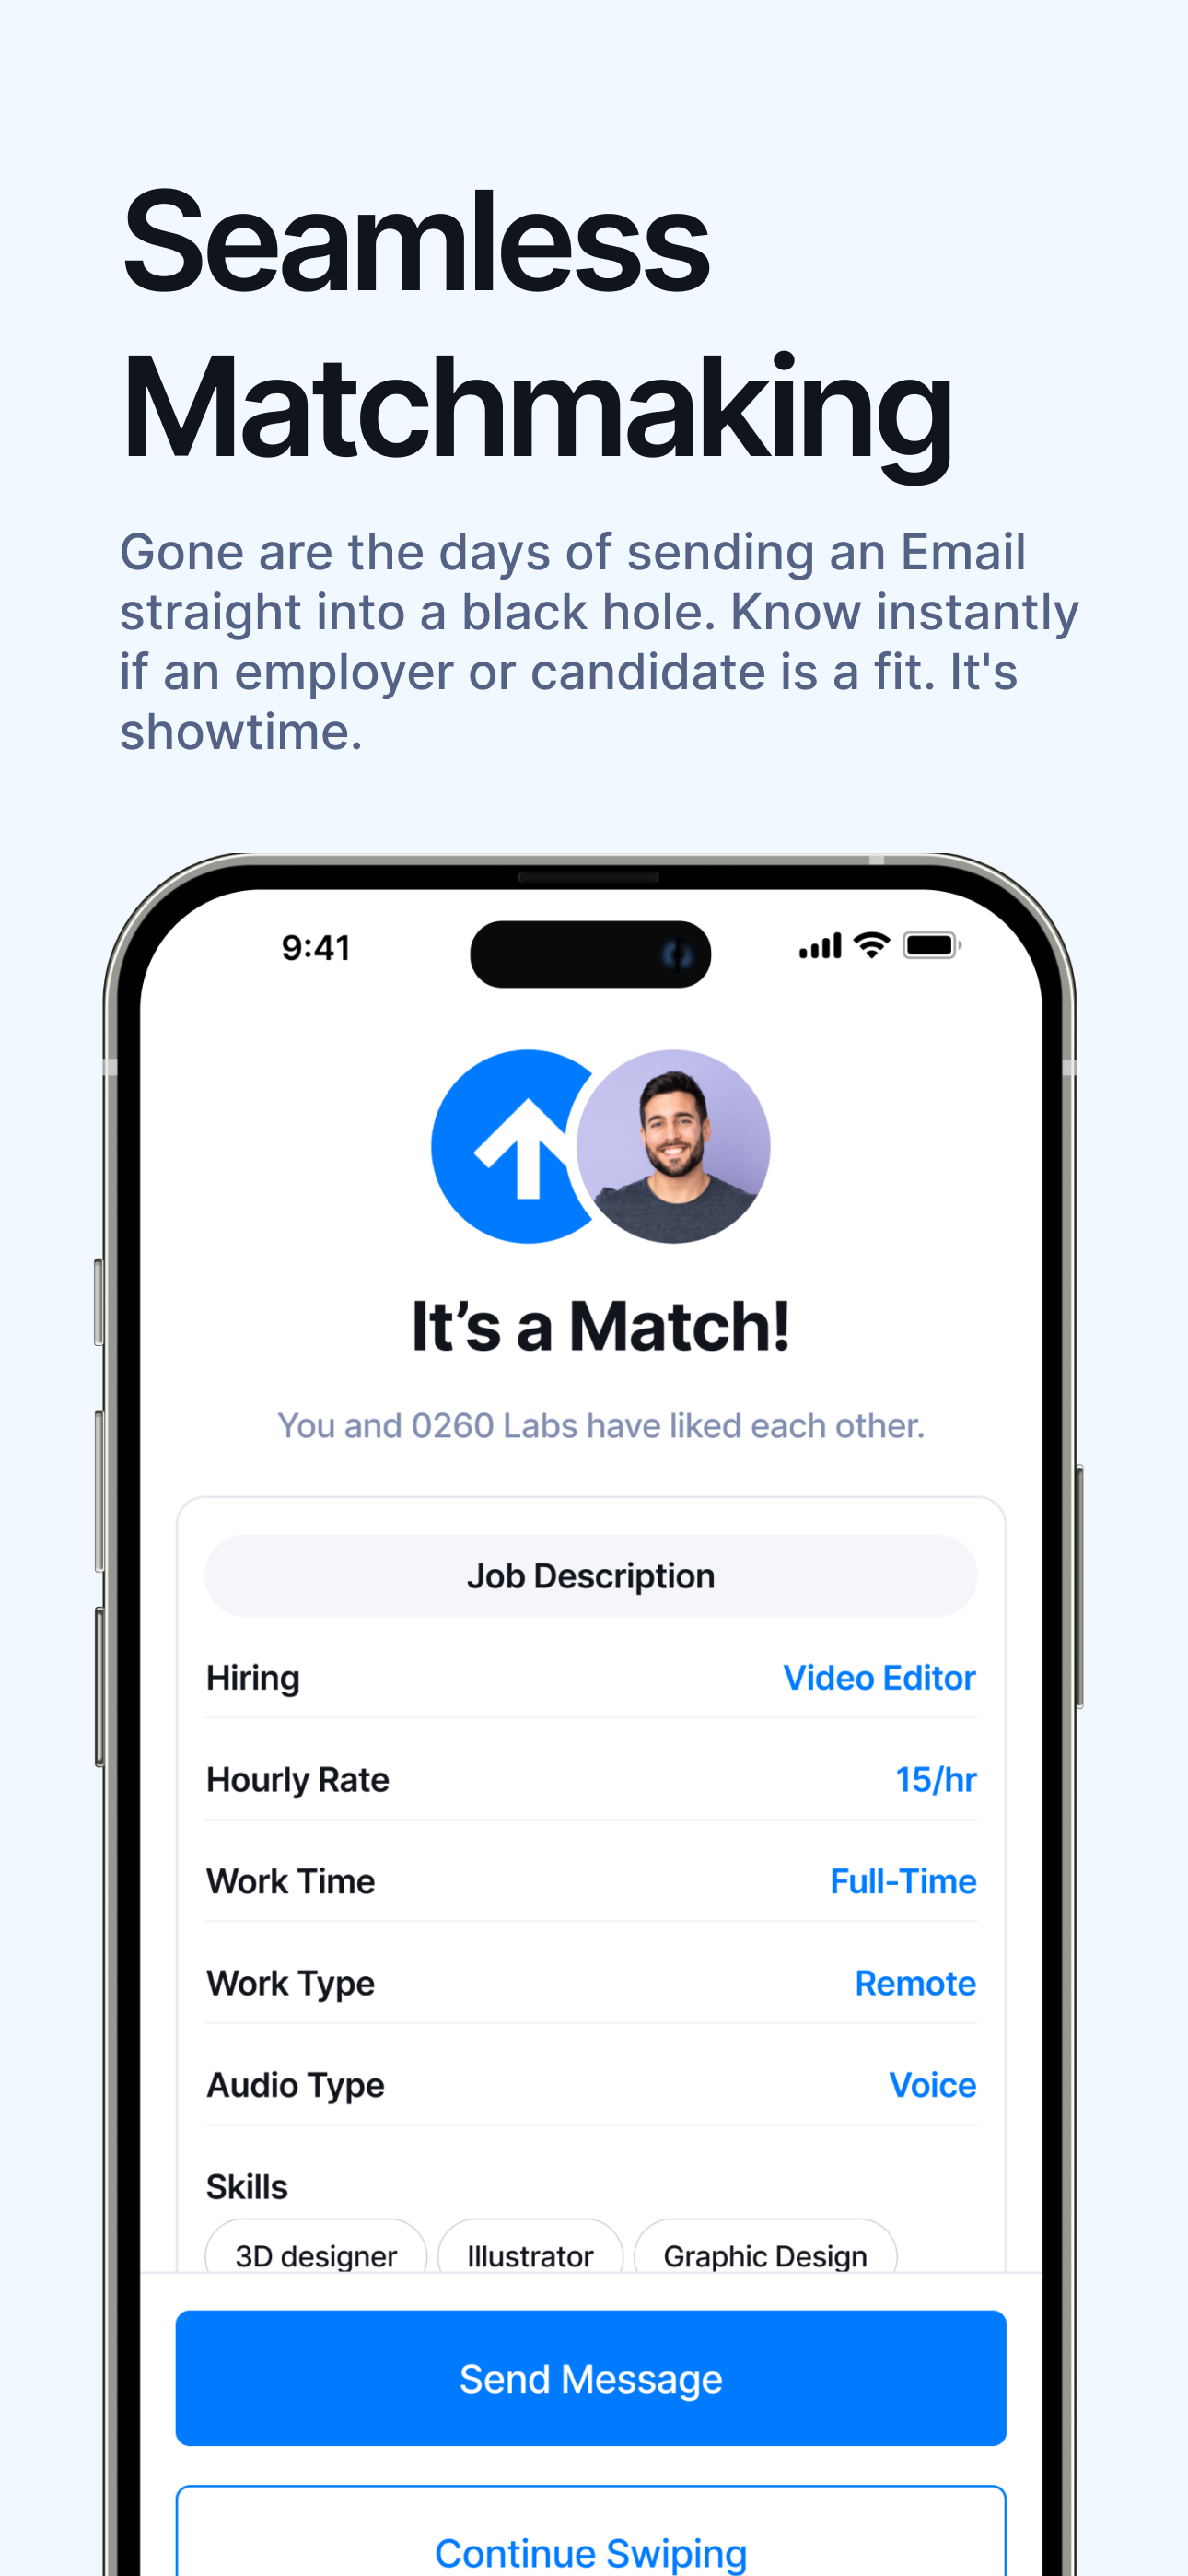 Seamless
Matchmaking
Gone are the days of sending an Email
straight into a black hole. Know instantly
if an employer or candidate is a fit. It's
showtime.
9:41
It’s a Match!
You and 0260 Labs have liked each other.
Job Description
Hiring Video Editor
Hourly Rate 15/hr
Work Time Full-Time
Work Type Remote
Audio Type Voice
Skills
3D designer Illustrator Graphic Design
Send Message
Continue Swiping